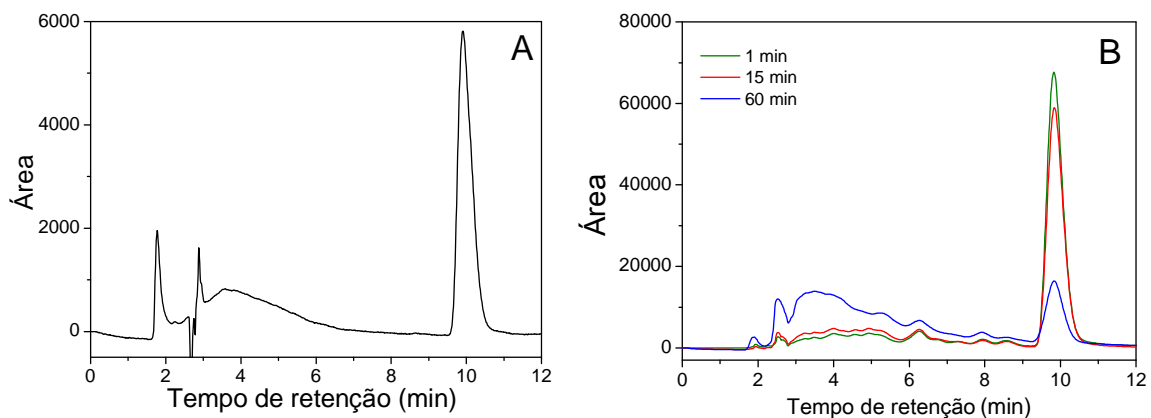 6000
4000
2000
0
0 2 4 6 8 10 12
Área
Tempo de retenção (min)
A
80000
60000
40000
20000
0
0 2 4 6 8 10 12
Área
Tempo de retenção (min)
1 min
15 min
60 min
B